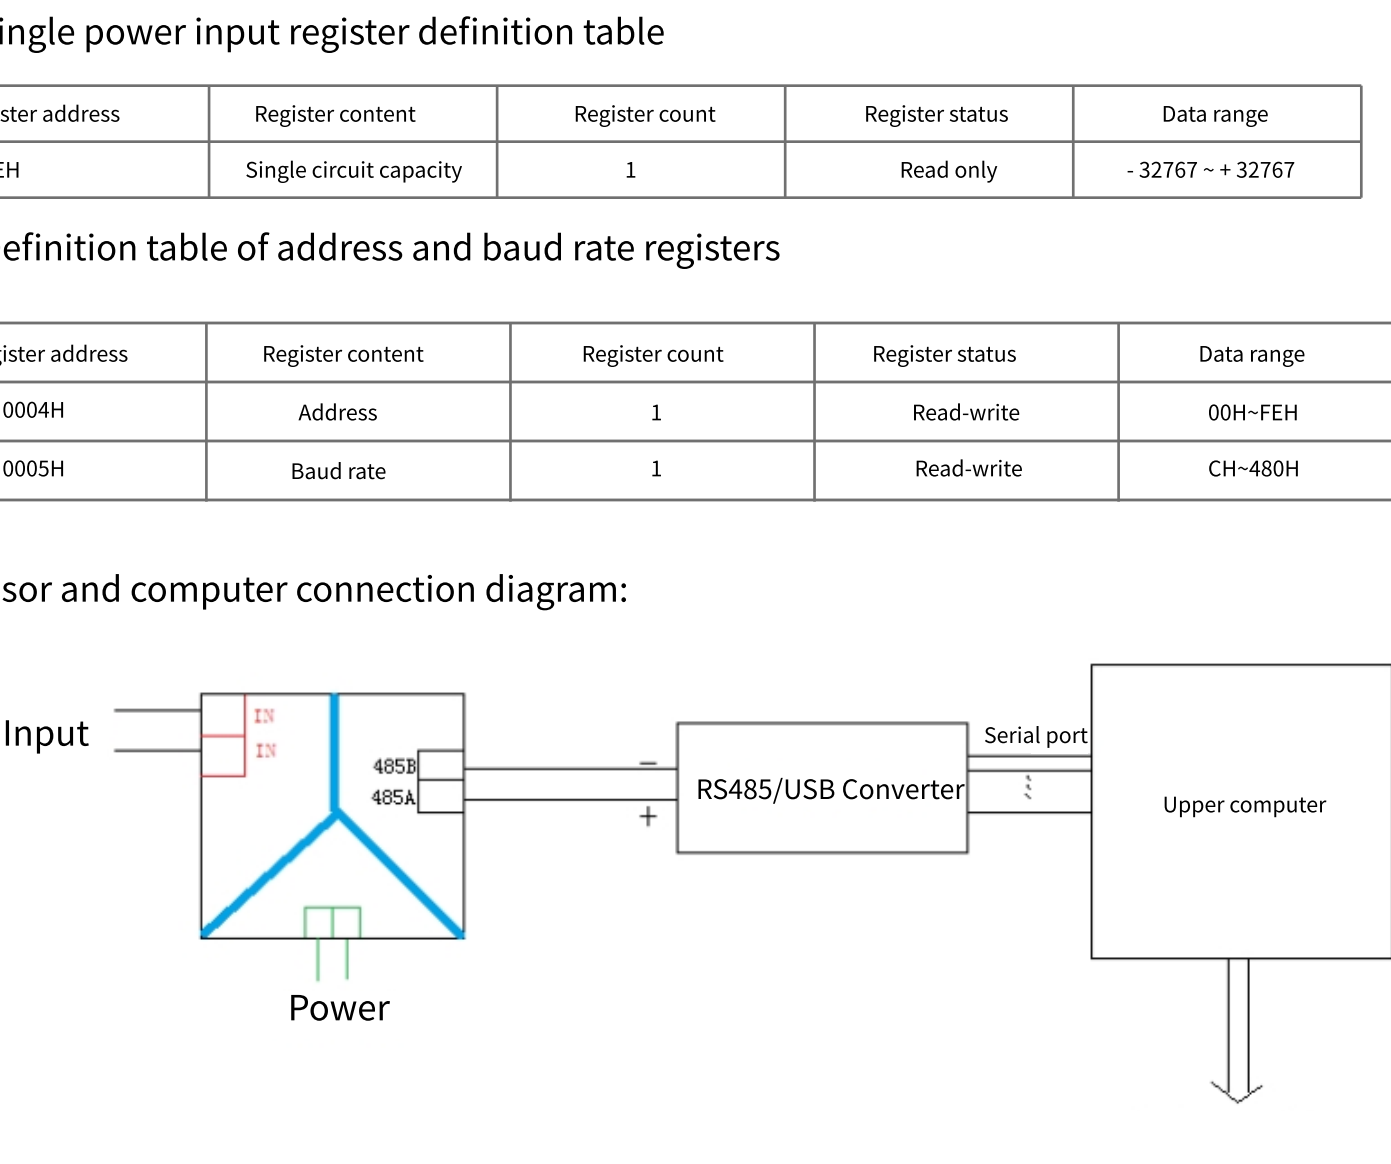 ingle power input register definition table
ster address Register content Register count Register status Data range
EH Single circuit capacity 1 Read only - 32767 ~ + 32767
efinition table of address and baud rate registers
ister address Register content Register count Register status Data range
0004H Address 1 Read-write 00H~FEH
0005H Baud rate 1 Read-write CH~480H
sor and computer connection diagram:
Input
IN
IN
485B
485A
−
+
RS485/USB Converter
Serial port
Upper computer
Power